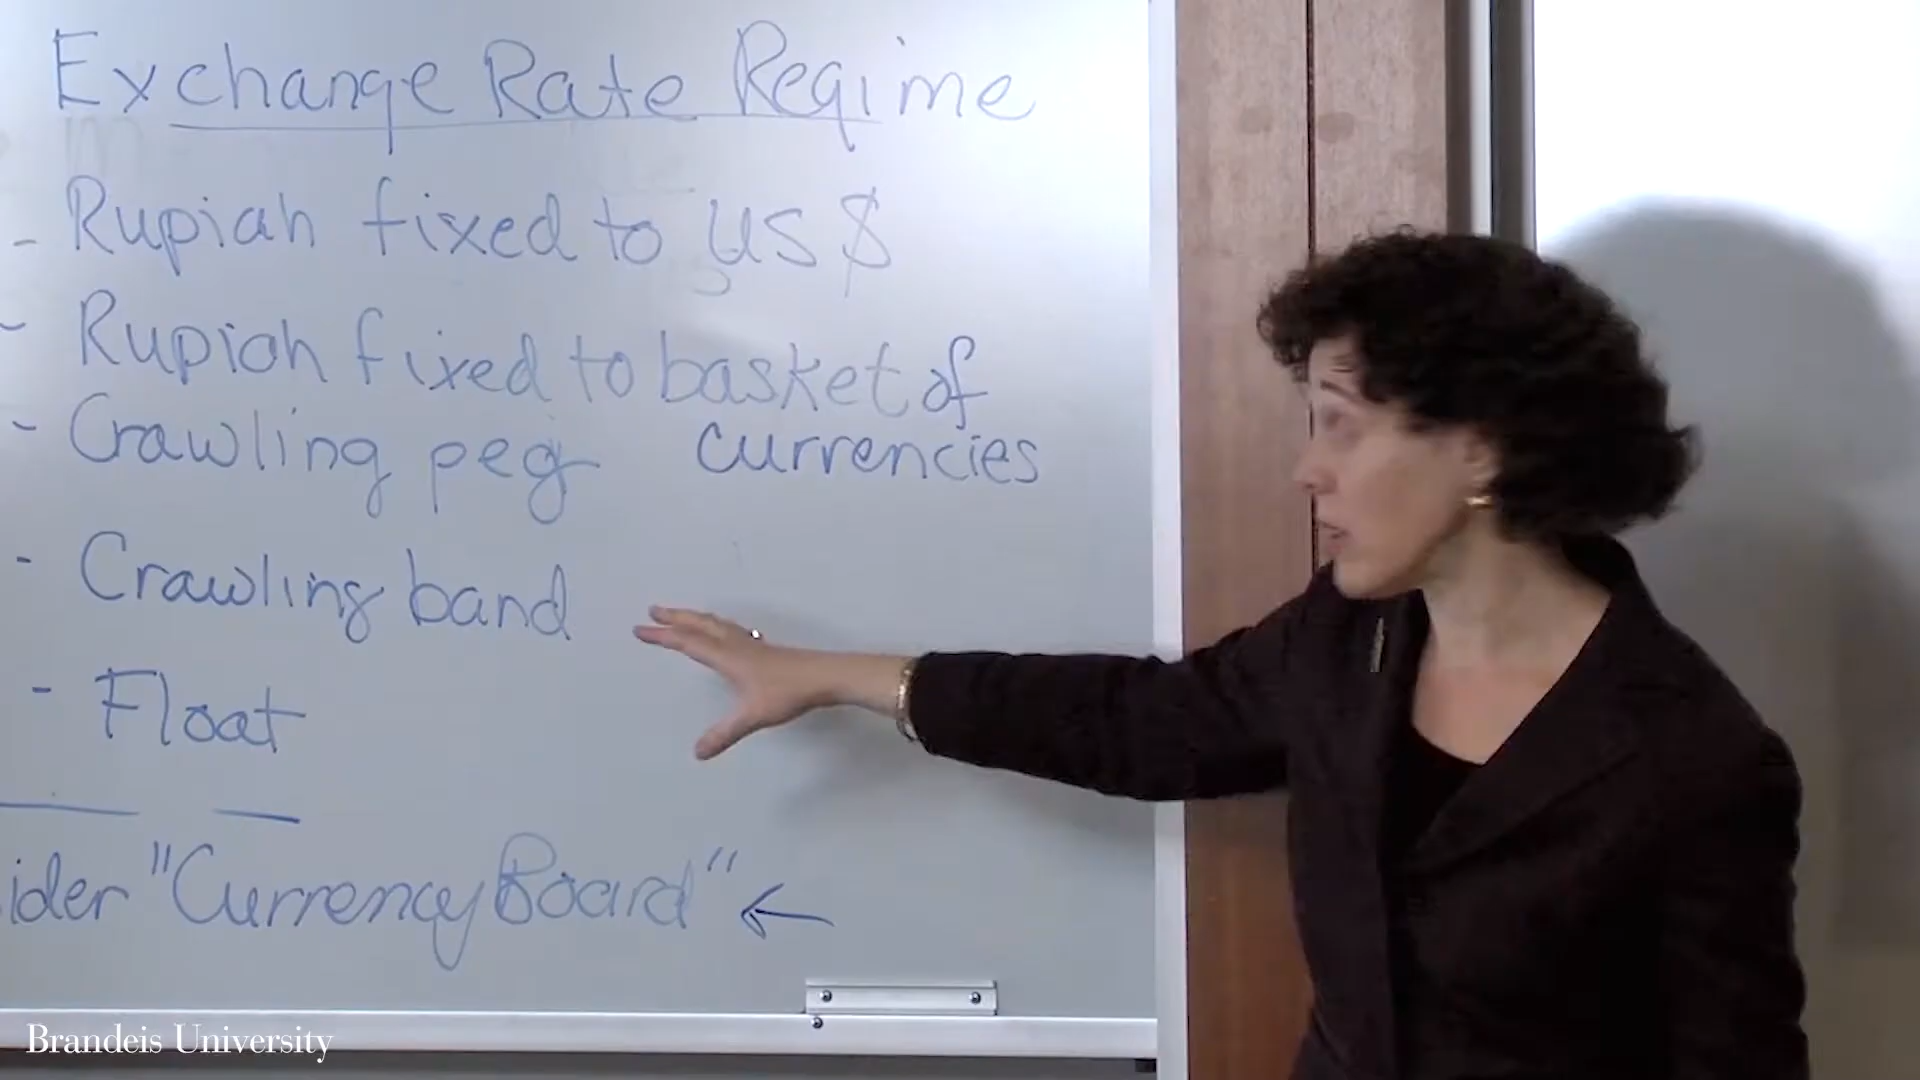 Exchange Rate Regime
- Rupiah fixed to US $
- Rupiah fixed to basket of
currencies
- Crawling peg
- Crawling band
- Float
ider "Currency Board" ←
Brandeis University